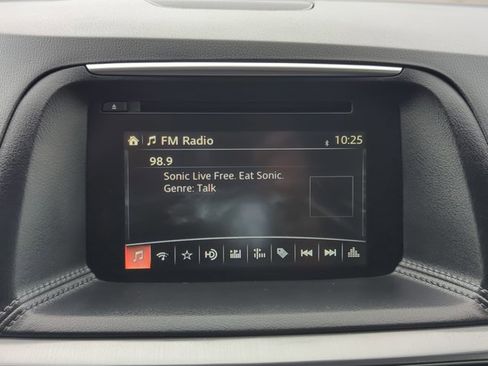 FM Radio 10:25
98.9
Sonic Live Free. Eat Sonic.
Genre: Talk